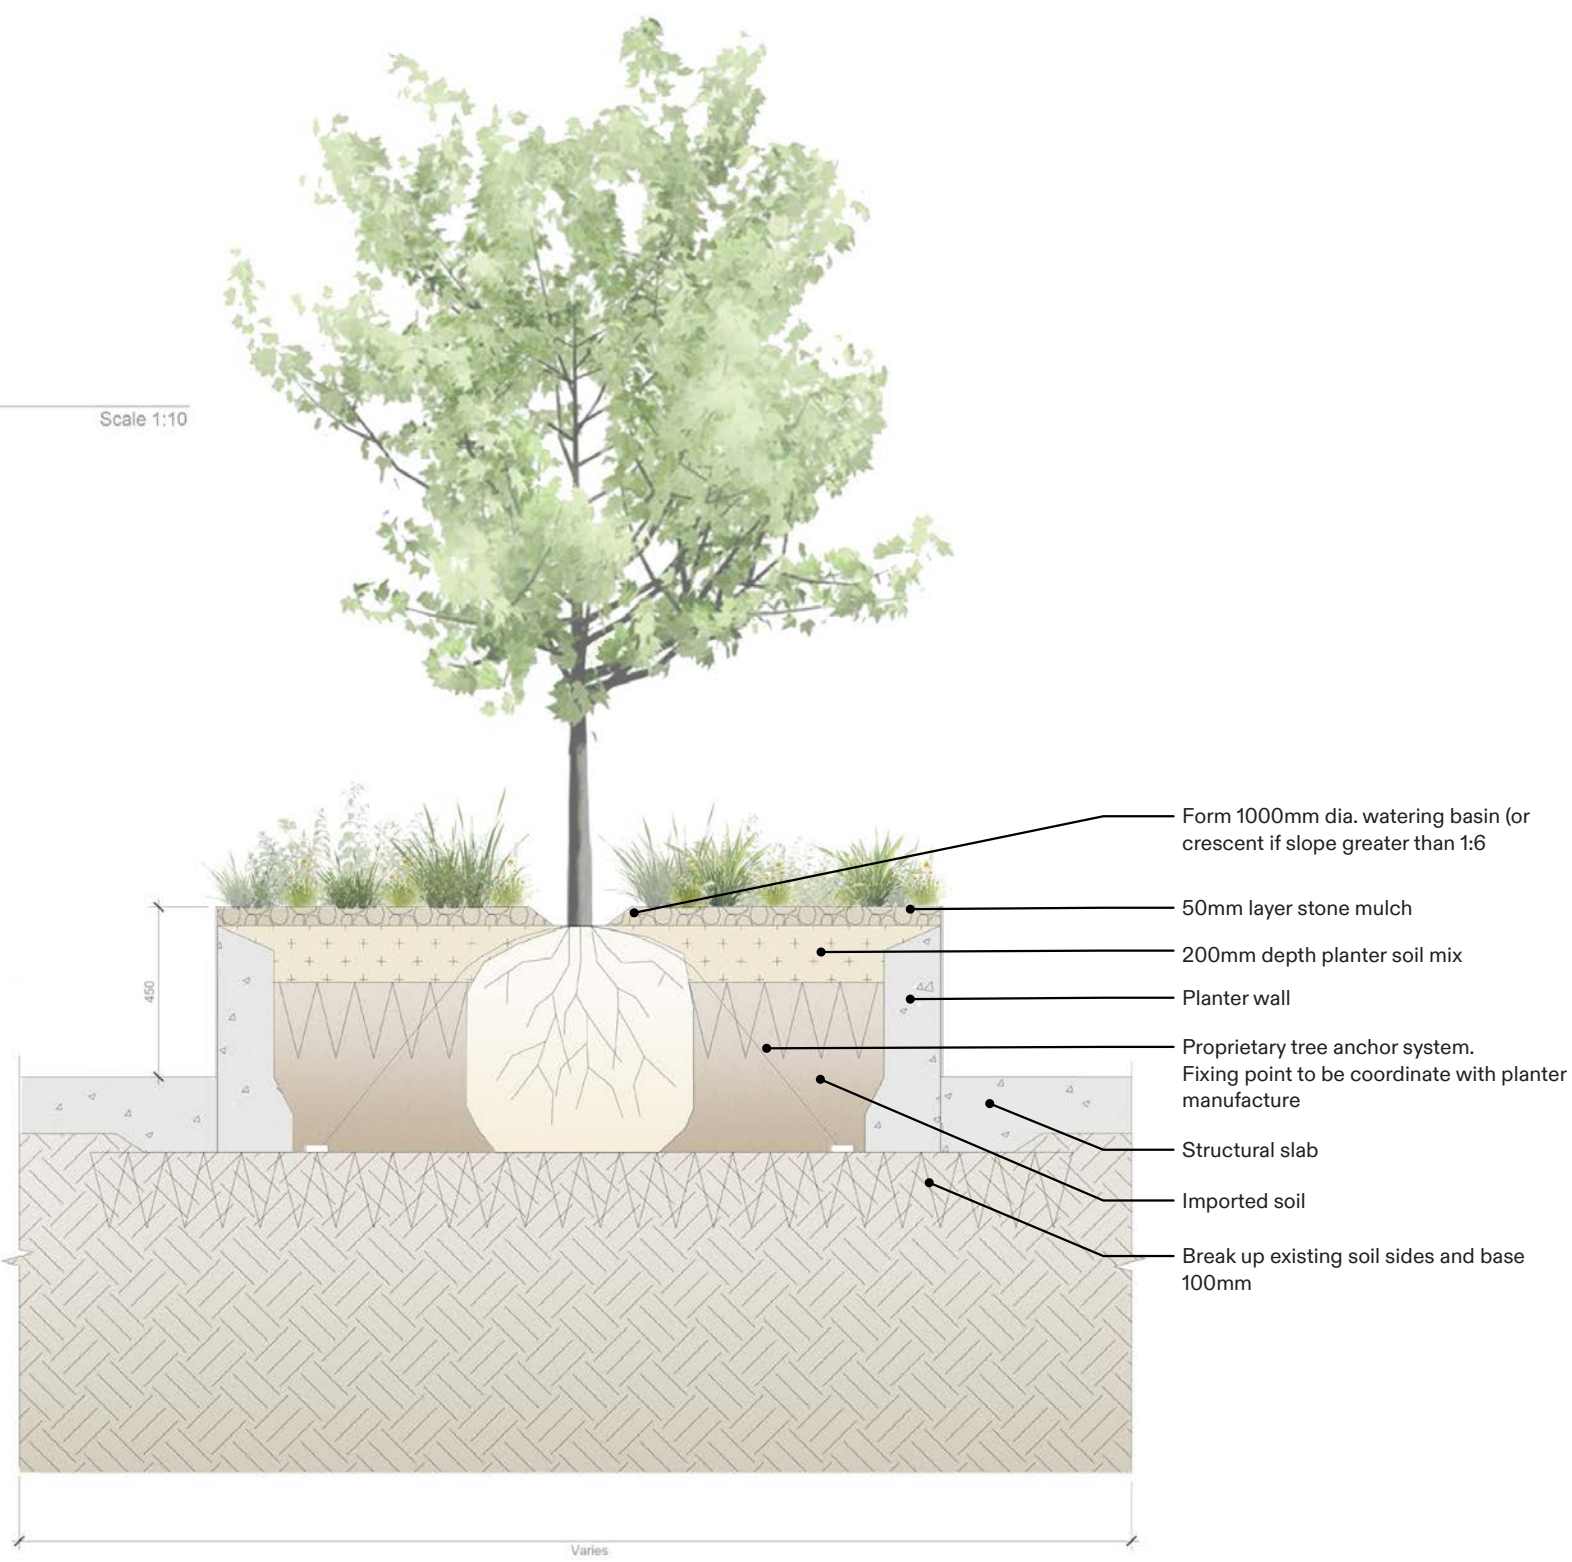 Scale 1:10
Form 1000mm dia. watering basin (or
crescent if slope greater than 1:6
50mm layer stone mulch
200mm depth planter soil mix
Planter wall
450
Proprietary tree anchor system.
Fixing point to be coordinate with planter
manufacture
Structural slab
Imported soil
Break up existing soil sides and base
100mm
Varies